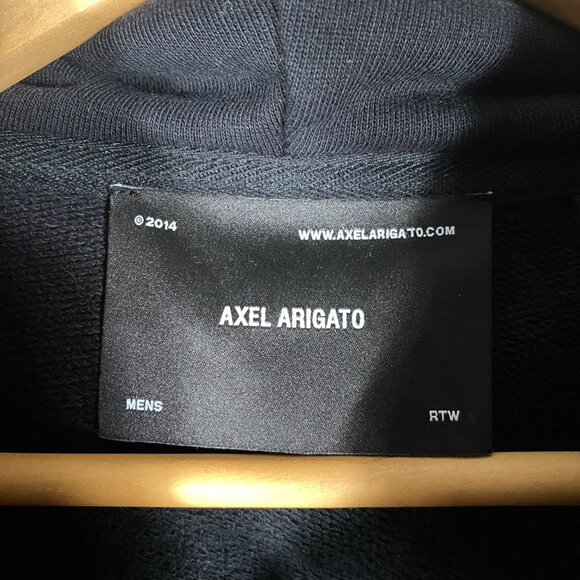 © 2014 WWW.AXELARIGATO.COM
AXEL ARIGATO
MENS RTW